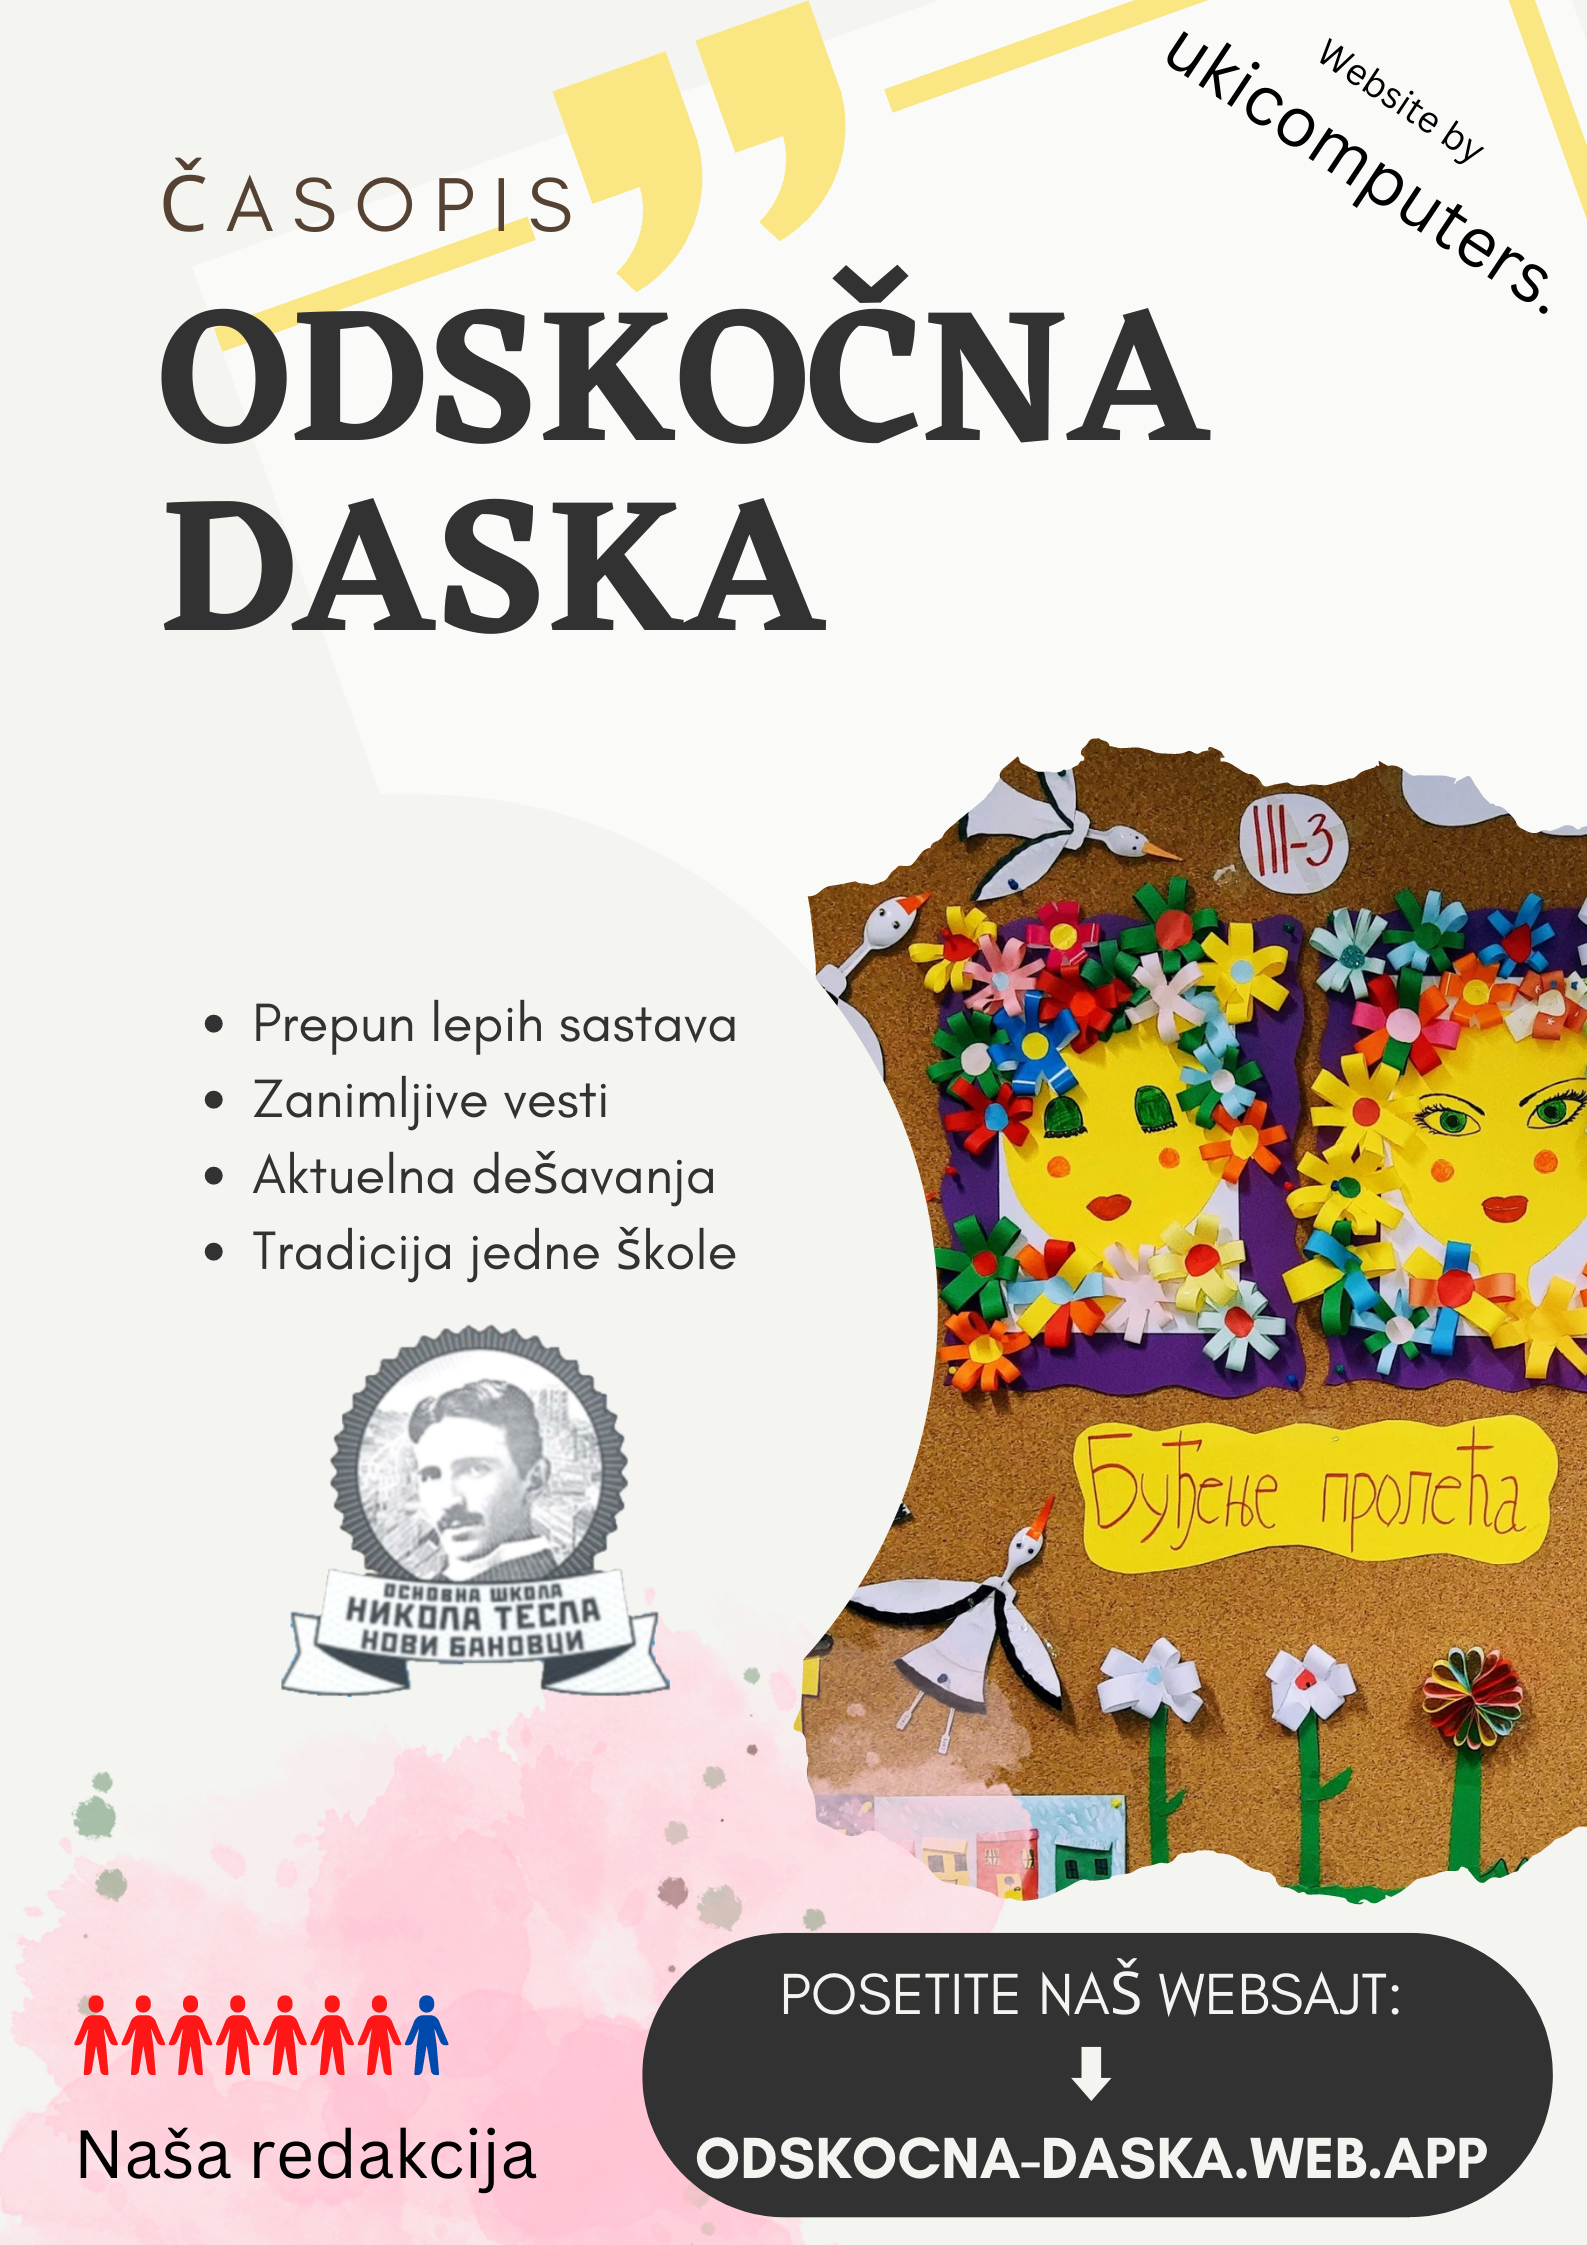 Website by
ukicomputers.
ČASOPIS
ODSKOČNA
DASKA
Prepun lepih sastava
Zanimljive vesti
Aktuelna dešavanja
Tradicija jedne škole
III-3
Буђење пролећа
ОСНОВНА ШКОЛА
НИКОЛА ТЕСЛА
НОВИ БАНОВЦИ
Naša redakcija
POSETITE NAŠ WEBSAJT:
ODSKOCNA-DASKA.WEB.APP